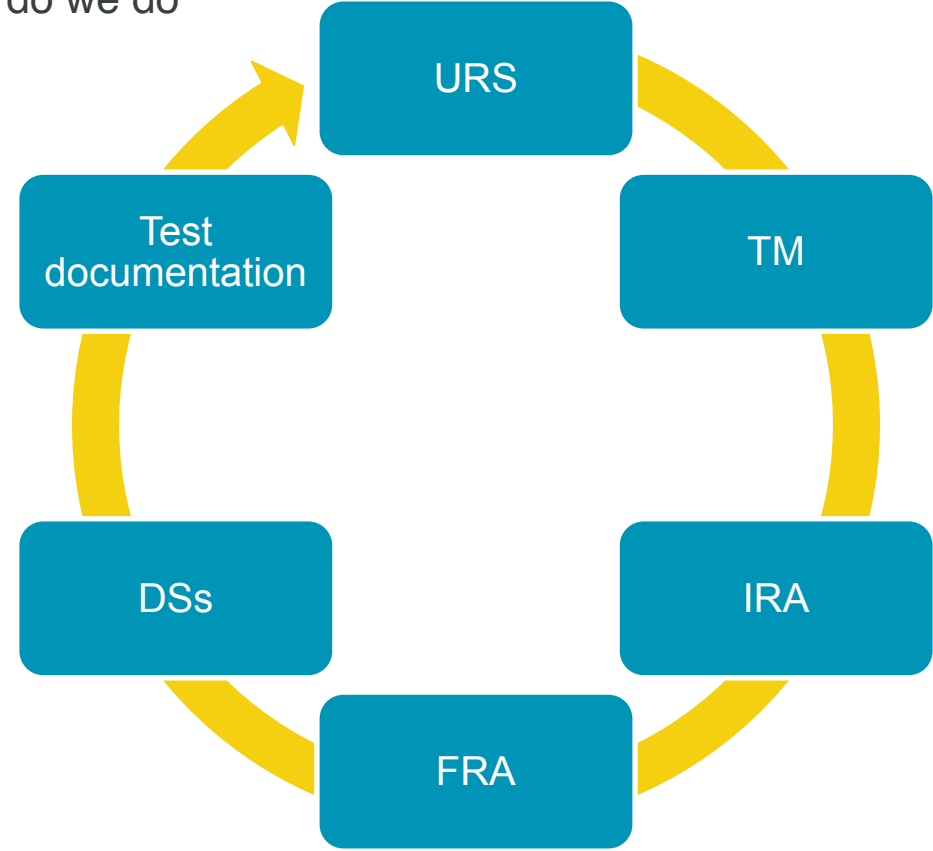 do we do
URS
TM
IRA
FRA
DSs
Test
documentation